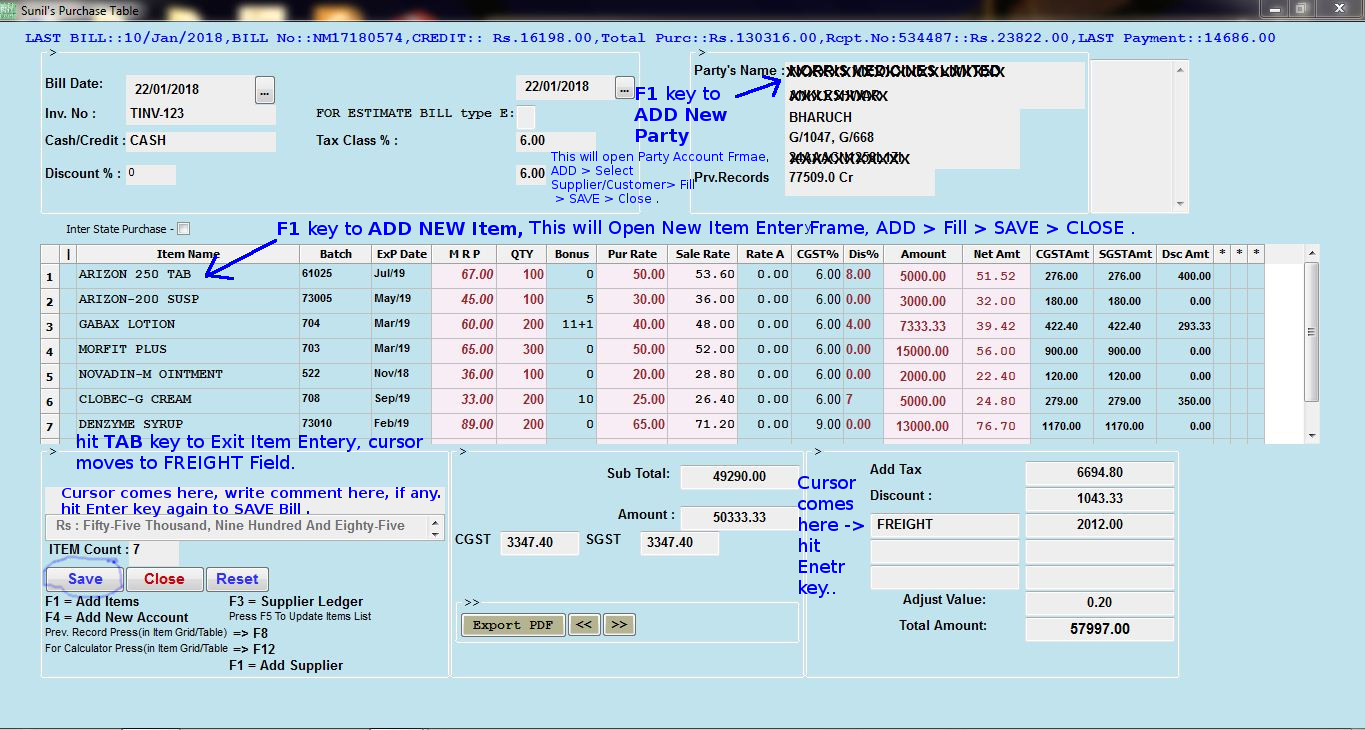 Sunil's Purchase Table
LAST BILL::10/Jan/2018,BILL No::NM17180574,CREDIT:: Rs.16198.00,Total Purc::Rs.130316.00,Rcpt.No:534487::Rs.23822.00,LAST Payment::14686.00
Bill Date: 22/01/2018 ... 22/01/2018 ...
Inv. No : TINV-123 FOR ESTIMATE BILL type E:
Cash/Credit : CASH Tax Class % : 6.00
Discount % : 0 6.00
Party's Name :
BHARUCH
G/1047, G/668
Prv.Records 77509.0 Cr
F1 key to
ADD New
Party
This will open Party Account Frmae,
ADD > Select
Supplier/Customer> Fill
> SAVE > Close .
Inter State Purchase -
F1 key to ADD NEW Item, This will Open New Item EnteryFrame, ADD > Fill > SAVE > CLOSE .
| Item Name Batch ExP Date M R P QTY Bonus Pur Rate Sale Rate Rate A CGST% Dis% Amount Net Amt CGSTAmt SGSTAmt Dsc Amt * * *
1 ARIZON 250 TAB 61025 Jul/19 67.00 100 0 50.00 53.60 0.00 6.00 8.00 5000.00 51.52 276.00 276.00 400.00
2 ARIZON-200 SUSP 73005 May/19 45.00 100 5 30.00 36.00 0.00 6.00 0.00 3000.00 32.00 180.00 180.00 0.00
3 GABAX LOTION 704 Mar/19 60.00 200 11+1 40.00 48.00 0.00 6.00 4.00 7333.33 39.42 422.40 422.40 293.33
4 MORFIT PLUS 703 Mar/19 65.00 300 0 50.00 52.00 0.00 6.00 0.00 15000.00 56.00 900.00 900.00 0.00
5 NOVADIN-M OINTMENT 522 Nov/18 36.00 100 0 20.00 28.80 0.00 6.00 0.00 2000.00 22.40 120.00 120.00 0.00
6 CLOBEC-G CREAM 708 Sep/19 33.00 200 10 25.00 26.40 0.00 6.00 7 5000.00 24.80 279.00 279.00 350.00
7 DENZYME SYRUP 73010 Feb/19 89.00 200 0 65.00 71.20 0.00 9.00 0.00 13000.00 76.70 1170.00 1170.00 0.00
hit TAB key to Exit Item Entery, cursor
moves to FREIGHT Field.
Cursor comes here, write comment here, if any.
hit Enter key again to SAVE Bill .
Rs : Fifty-Five Thousand, Nine Hundred And Eighty-Five
ITEM Count : 7
Save Close Reset
F1 = Add Items F3 = Supplier Ledger
F4 = Add New Account Press F5 To Update Items List
Prev. Record Press(in Item Grid/Table) => F8
For Calculator Press(in Item Grid/Table => F12
F1 = Add Supplier
Sub Total: 49290.00
Amount : 50333.33
CGST 3347.40 SGST 3347.40
>>
Export PDF << >>
Cursor
comes
here ->
hit
Enetr
key..
Add Tax 6694.80
Discount : 1043.33
FREIGHT 2012.00
Adjust Value: 0.20
Total Amount: 57997.00